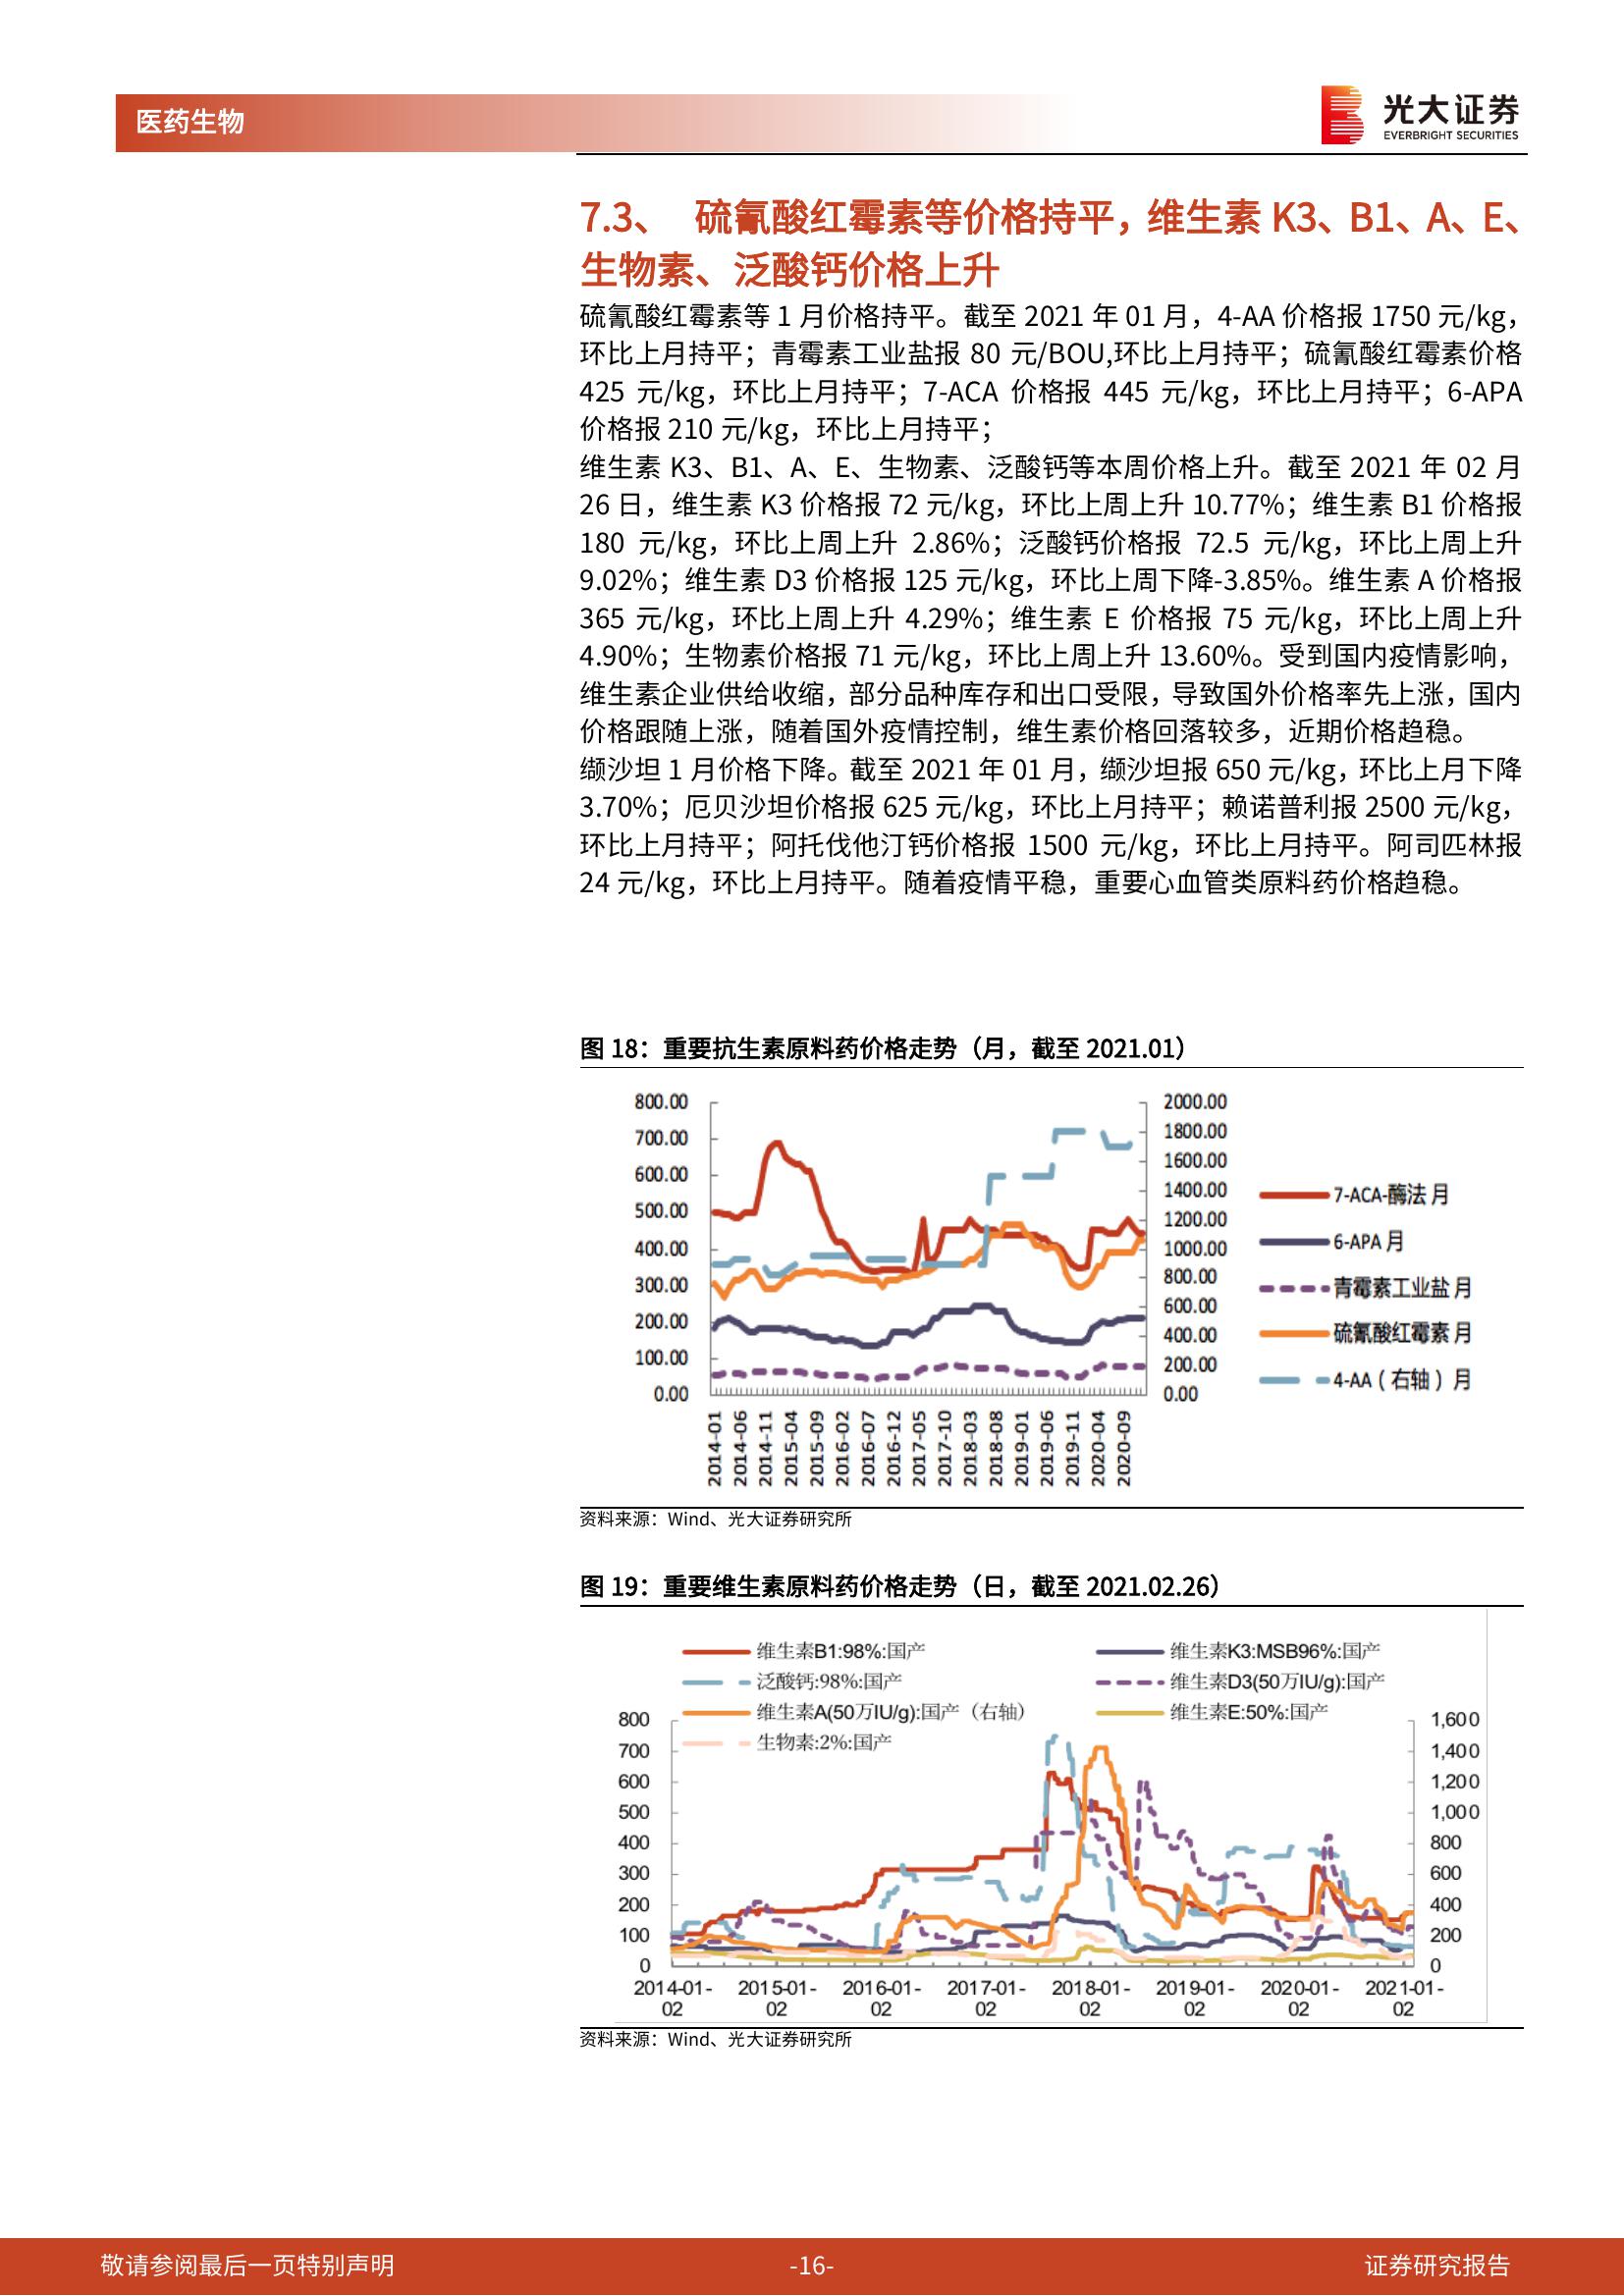 医药生物
光大证券
EVERBRIGHT SECURITIES
7.3、 硫氰酸红霉素等价格持平，维生素 K3、B1、A、E、
生物素、泛酸钙价格上升
硫氰酸红霉素等 1 月价格持平。截至 2021 年 01 月，4-AA 价格报 1750 元/kg，
环比上月持平；青霉素工业盐报 80 元/BOU,环比上月持平；硫氰酸红霉素价格
425 元/kg，环比上月持平；7-ACA 价格报 445 元/kg，环比上月持平；6-APA
价格报 210 元/kg，环比上月持平；
维生素 K3、B1、A、E、生物素、泛酸钙等本周价格上升。截至 2021 年 02 月
26 日，维生素 K3 价格报 72 元/kg，环比上周上升 10.77%；维生素 B1 价格报
180 元/kg，环比上周上升 2.86%；泛酸钙价格报 72.5 元/kg，环比上周上升
9.02%；维生素 D3 价格报 125 元/kg，环比上周下降-3.85%。维生素 A 价格报
365 元/kg，环比上周上升 4.29%；维生素 E 价格报 75 元/kg，环比上周上升
4.90%；生物素价格报 71 元/kg，环比上周上升 13.60%。受到国内疫情影响，
维生素企业供给收缩，部分品种库存和出口受限，导致国外价格率先上涨，国内
价格跟随上涨，随着国外疫情控制，维生素价格回落较多，近期价格趋稳。
缬沙坦 1 月价格下降。截至 2021 年 01 月，缬沙坦报 650 元/kg，环比上月下降
3.70%；厄贝沙坦价格报 625 元/kg，环比上月持平；赖诺普利报 2500 元/kg，
环比上月持平；阿托伐他汀钙价格报 1500 元/kg，环比上月持平。阿司匹林报
24 元/kg，环比上月持平。随着疫情平稳，重要心血管类原料药价格趋稳。
图 18：重要抗生素原料药价格走势（月，截至 2021.01）
800.00
700.00
600.00
500.00
400.00
300.00
200.00
100.00
0.00
2000.00
1800.00
1600.00
1400.00
1200.00
1000.00
800.00
600.00
400.00
200.00
0.00
7-ACA-酶法 月
6-APA 月
青霉素工业盐 月
硫氰酸红霉素 月
4-AA（右轴）月
2014-01
2014-06
2014-11
2015-04
2015-09
2016-02
2016-07
2016-12
2017-05
2017-10
2018-03
2018-08
2019-01
2019-06
2019-11
2020-04
2020-09
资料来源：Wind、光大证券研究所
图 19：重要维生素原料药价格走势（日，截至 2021.02.26）
维生素B1:98%:国产
维生素K3:MSB96%:国产
泛酸钙:98%:国产
维生素D3(50万IU/g):国产
维生素A(50万IU/g):国产（右轴）
维生素E:50%:国产
生物素:2%:国产
800
700
600
500
400
300
200
100
0
1,600
1,400
1,200
1,000
800
600
400
200
0
2014-01-02
2015-01-02
2016-01-02
2017-01-02
2018-01-02
2019-01-02
2020-01-02
2021-01-02
资料来源：Wind、光大证券研究所
敬请参阅最后一页特别声明
-16-
证券研究报告